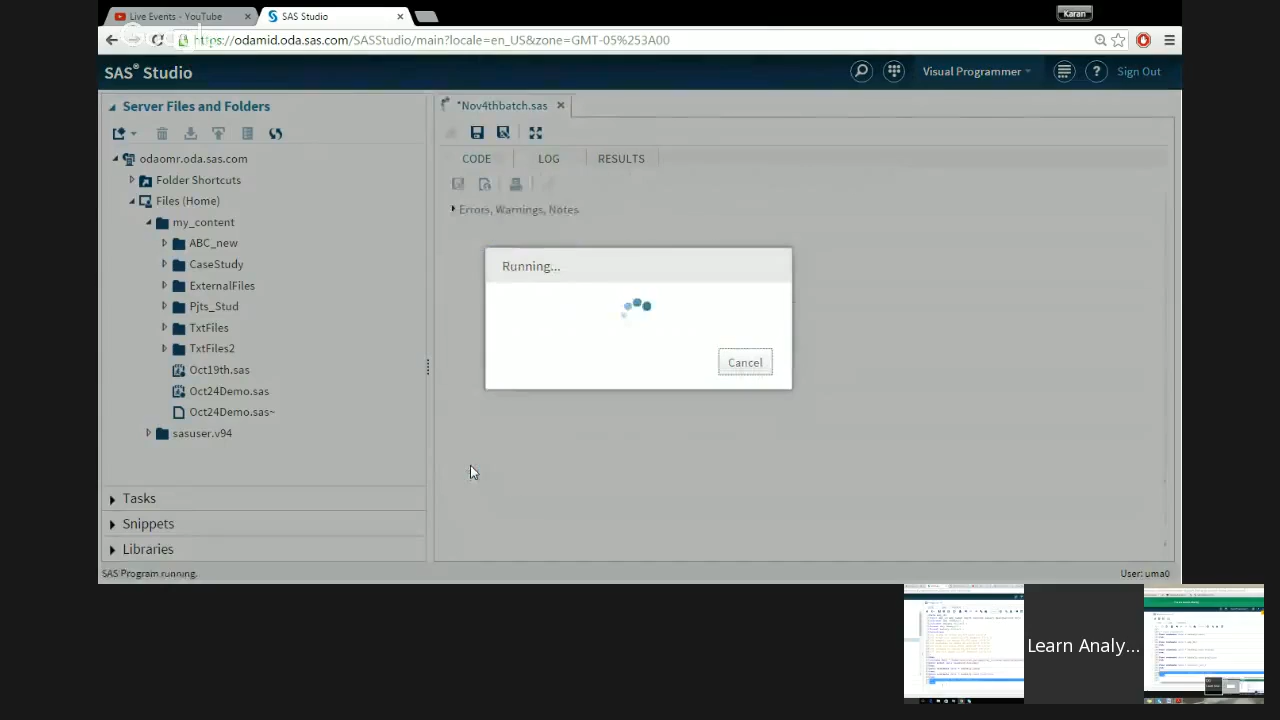 Live Events - YouTube
SAS Studio
Karan
https://odamid.oda.sas.com/SASStudio/main?locale=en_US&zone=GMT-05%253A00
SAS® Studio
Visual Programmer
Sign Out
Server Files and Folders
*Nov4thbatch.sas
odaomr.oda.sas.com
Folder Shortcuts
Files (Home)
my_content
ABC_new
CaseStudy
ExternalFiles
Pjts_Stud
TxtFiles
TxtFiles2
Oct19th.sas
Oct24Demo.sas
Oct24Demo.sas~
sasuser.v94
CODE
LOG
RESULTS
Errors, Warnings, Notes
Running...
Cancel
Tasks
Snippets
Libraries
SAS Program running.
User: uma0